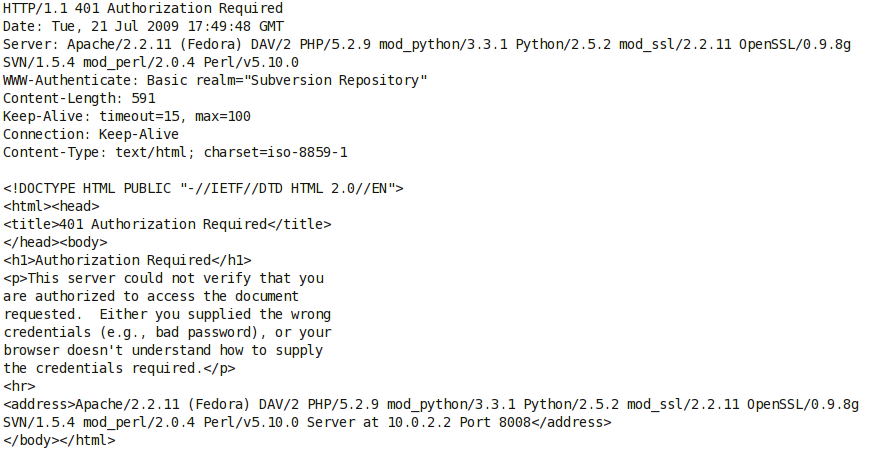 HTTP/1.1 401 Authorization Required
Date: Tue, 21 Jul 2009 17:49:48 GMT
Server: Apache/2.2.11 (Fedora) DAV/2 PHP/5.2.9 mod_python/3.3.1 Python/2.5.2 mod_ssl/2.2.11 OpenSSL/0.9.8g
SVN/1.5.4 mod_perl/2.0.4 Perl/v5.10.0
WWW-Authenticate: Basic realm="Subversion Repository"
Content-Length: 591
Keep-Alive: timeout=15, max=100
Connection: Keep-Alive
Content-Type: text/html; charset=iso-8859-1

<!DOCTYPE HTML PUBLIC "-//IETF//DTD HTML 2.0//EN">
<html><head>
<title>401 Authorization Required</title>
</head><body>
<h1>Authorization Required</h1>
<p>This server could not verify that you
are authorized to access the document
requested.  Either you supplied the wrong
credentials (e.g., bad password), or your
browser doesn't understand how to supply
the credentials required.</p>
<hr>
<address>Apache/2.2.11 (Fedora) DAV/2 PHP/5.2.9 mod_python/3.3.1 Python/2.5.2 mod_ssl/2.2.11 OpenSSL/0.9.8g
SVN/1.5.4 mod_perl/2.0.4 Perl/v5.10.0 Server at 10.0.2.2 Port 8008</address>
</body></html>